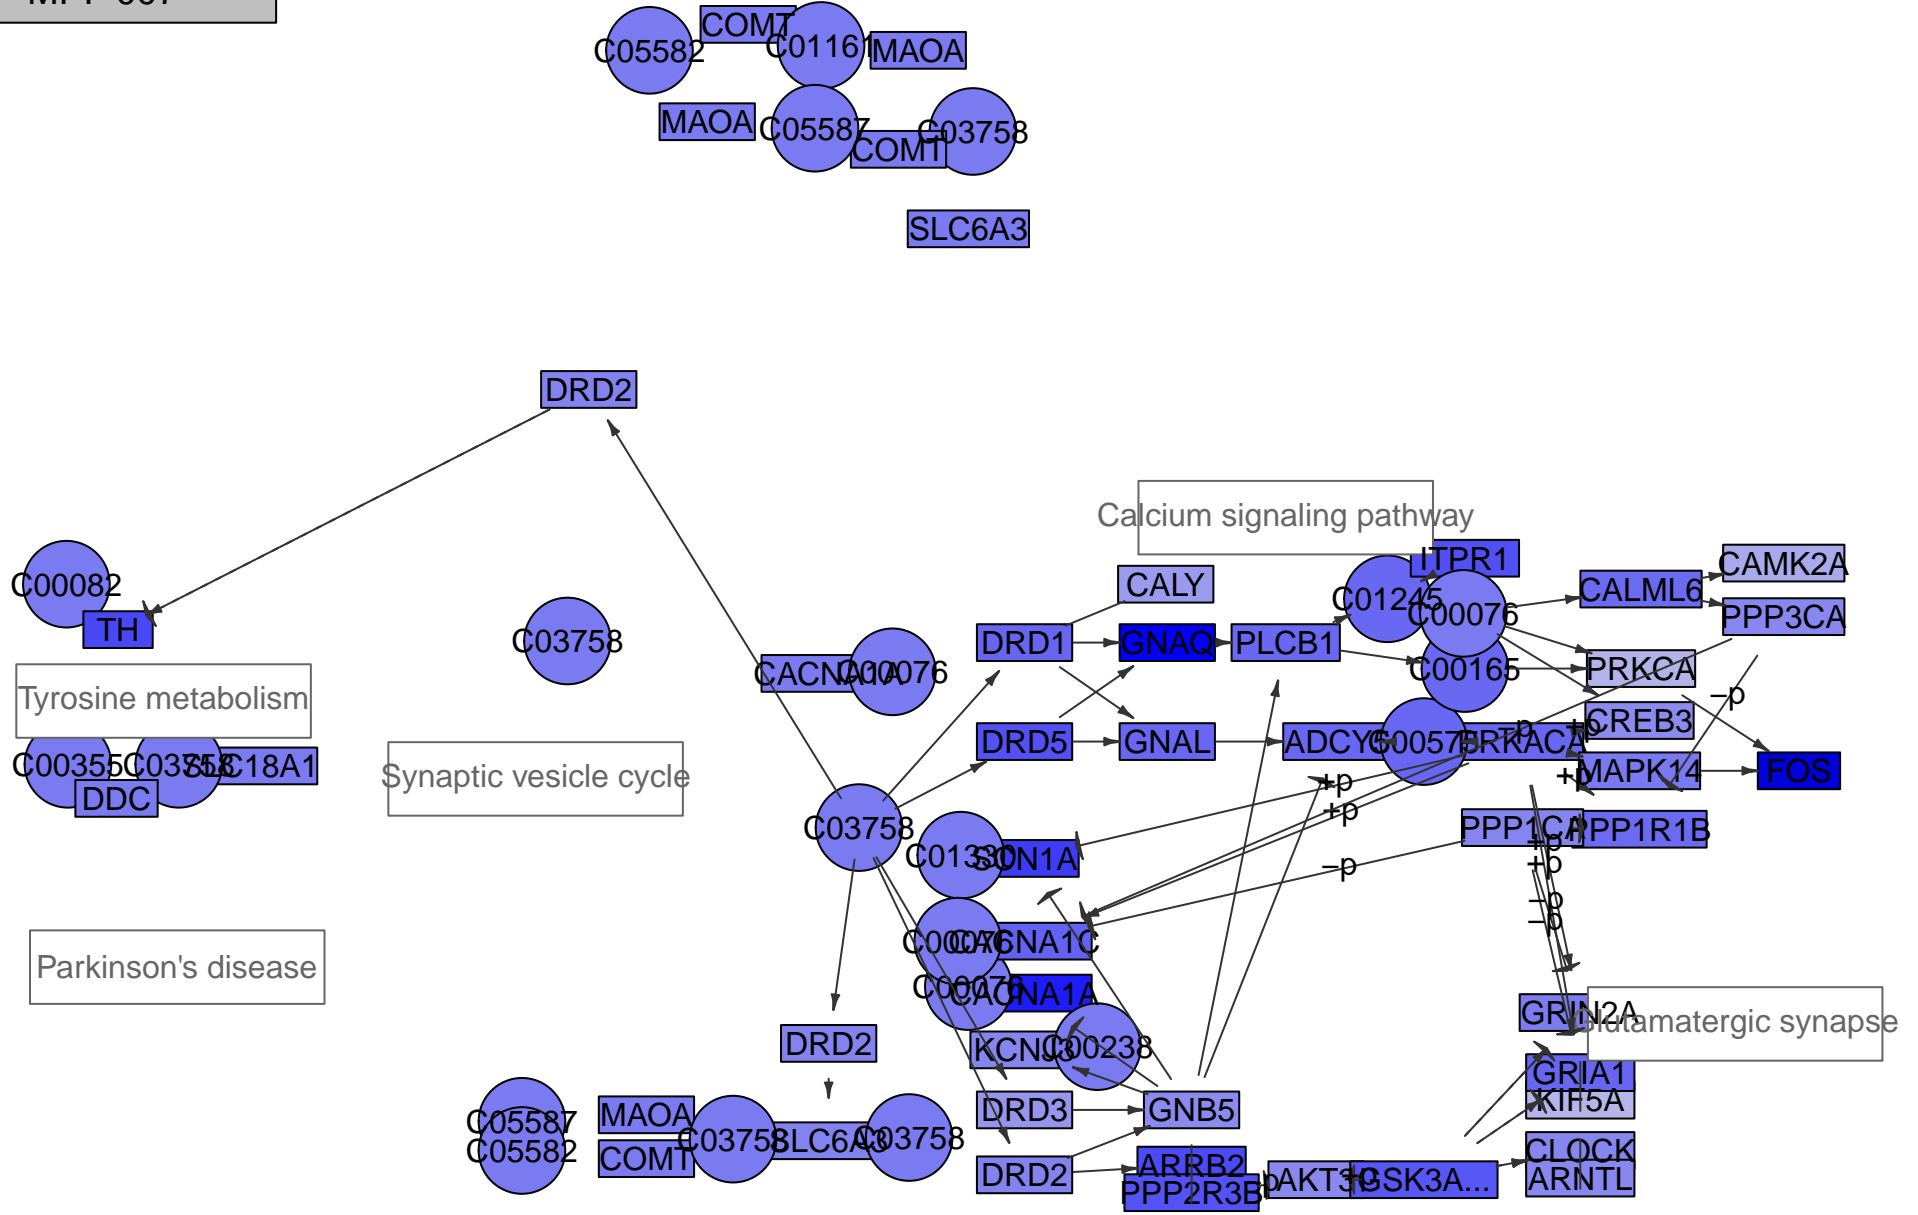 C05582
COMT
C01161
MAOA
MAOA
C05587
COMT
C03758
SLC6A3
DRD2
Calcium signaling pathway
ITPR1
CAMK2A
C00082
CALY
C01245
C00076
CALML6
PPP3CA
TH
C03758
DRD1
GNAQ
PLCB1
CACNA1A
C00076
C00165
PRKCA
Tyrosine metabolism
–p
CREB3
–p
+p
DRD5
GNAL
ADCY5
C00575
PRKACA
C00355
C03758
SLC18A1
Synaptic vesicle cycle
MAPK14
FOS
+p
+p
DDC
+p
C03758
PPP1CA
PPP1R1B
+p
C01330
SCN1A
–p
+p
–p
–p
C00076
CACNA1C
Parkinson's disease
C00076
CACNA1A
GRIN2A
Glutamatergic synapse
DRD2
KCNJ3
C00238
GRIA1
KIF5A
C05587
MAOA
DRD3
GNB5
C03758
SLC6A3
C03758
C05582
COMT
CLOCK
DRD2
ARRB2
ARNTL
PPP2R3B
AKT3
+p
GSK3A...